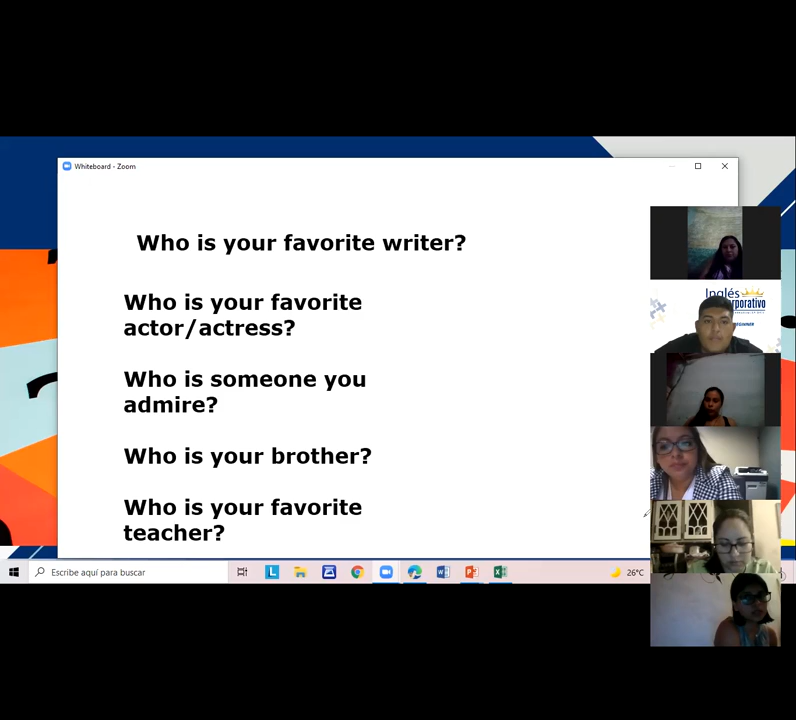 Whiteboard - Zoom
Who is your favorite writer?
Who is your favorite
actor/actress?
Who is someone you
admire?
Who is your brother?
Who is your favorite
teacher?
Inglés
Escribe aquí para buscar
26°C